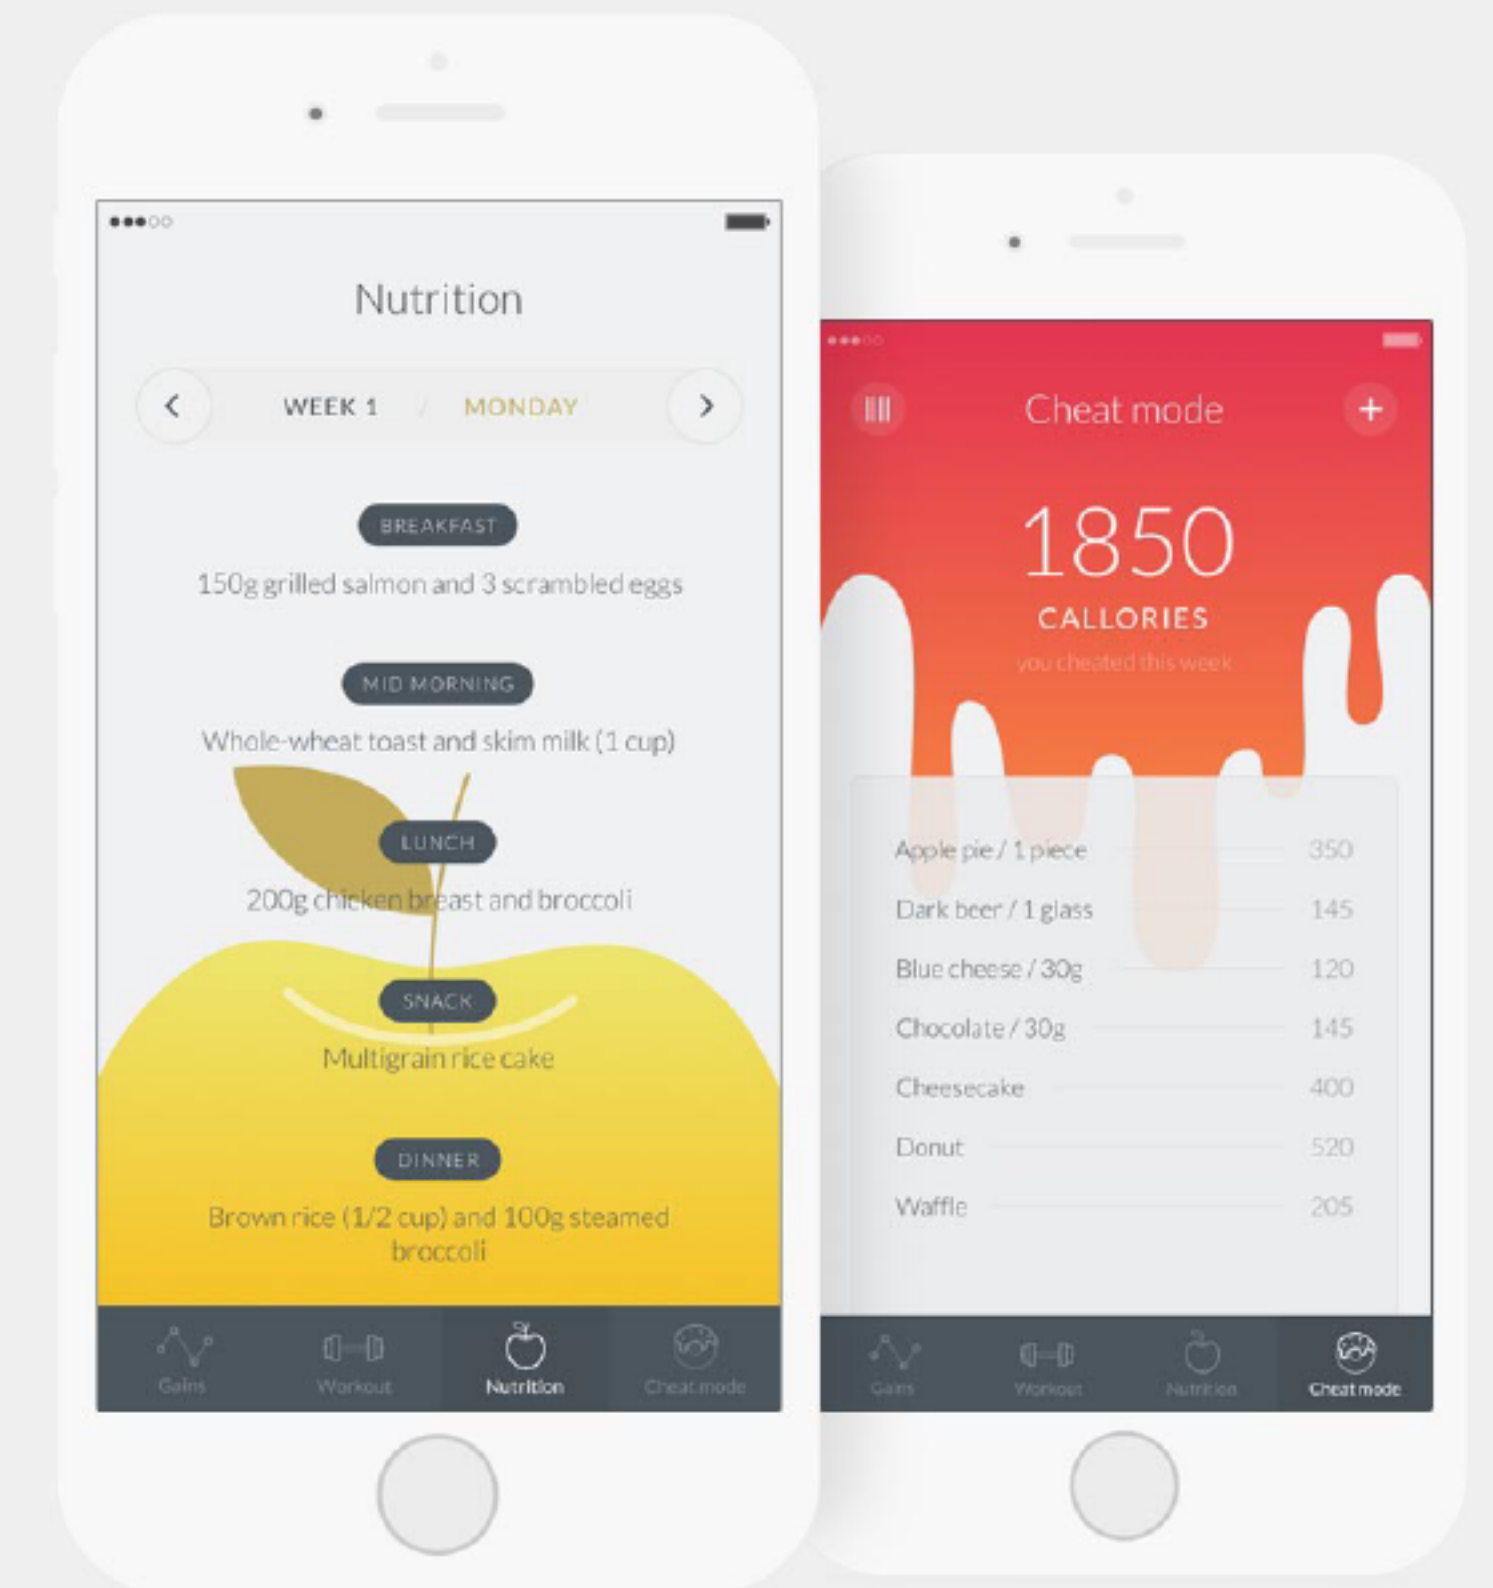 Nutrition
WEEK 1 / MONDAY
BREAKFAST
150g grilled salmon and 3 scrambled eggs
MID MORNING
Whole-wheat toast and skim milk (1 cup)
LUNCH
200g chicken breast and broccoli
SNACK
Multigrain rice cake
DINNER
Brown rice (1/2 cup) and 100g steamed
broccoli
Gains Workout Nutrition Cheat mode
Cheat mode
1850
CALLORIES
you cheated this week
Apple pie / 1 piece 350
Dark beer / 1 glass 145
Blue cheese / 30g 120
Chocolate / 30g 145
Cheesecake 400
Donut 520
Waffle 205
Gains Workout Nutrition Cheat mode